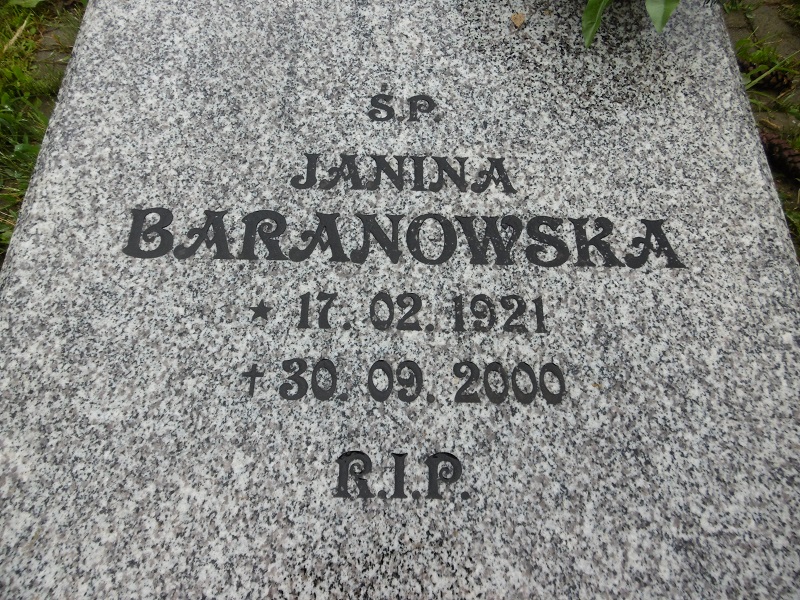 Ś.P.
JANINA
BARANOWSKA
★ 17. 02. 1921
✝ 30. 09. 2000
R.I.P.